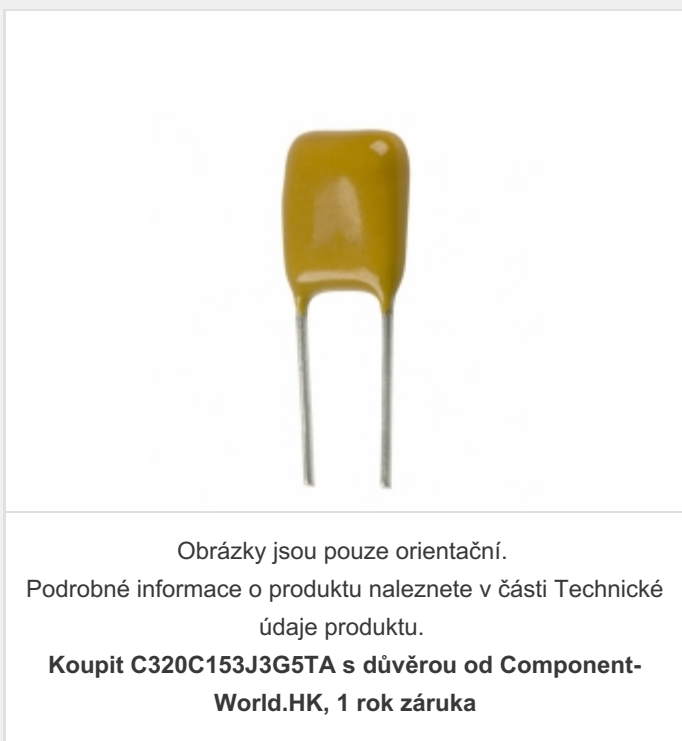 Obrázky jsou pouze orientační.
Podrobné informace o produktu naleznete v části Technické
údaje produktu.
Koupit C320C153J3G5TA s důvěrou od Component-
World.HK, 1 rok záruka